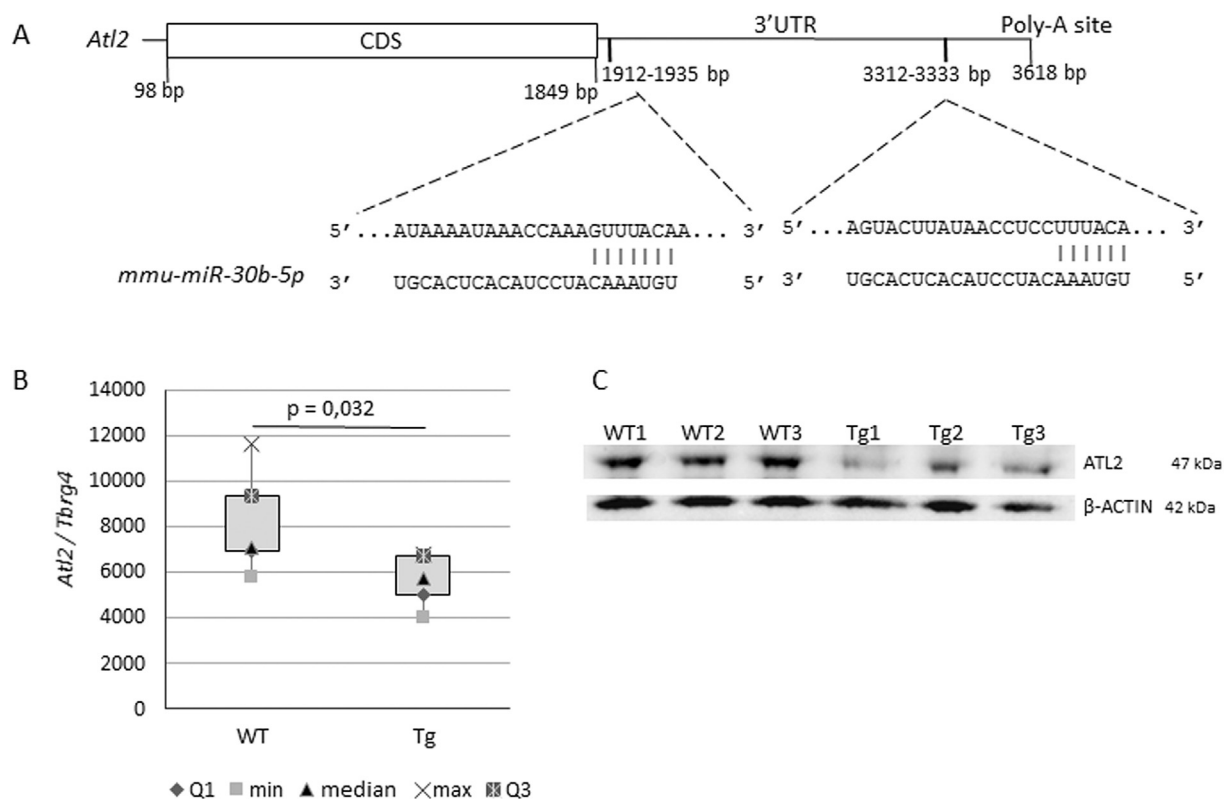 A
Atl2
CDS
3'UTR
Poly-A site
98 bp
1849 bp
1912-1935 bp
3312-3333 bp
3618 bp
5' ...AUAAAAUAAACCAAAGUUUACAA... 3'
5' ...AGUACUUAUAACCUCCUUUACA... 3'
mmu-miR-30b-5p
3' UGCACUCACAUCCUACAAAUGU 5'
3' UGCACUCACAUCCUACAAAUGU 5'
B
Atl2 / Tbrg4
14000
12000
10000
8000
6000
4000
2000
0
p = 0,032
WT
Tg
Q1 min median max Q3
C
WT1 WT2 WT3 Tg1 Tg2 Tg3
ATL2 47 kDa
β-ACTIN 42 kDa